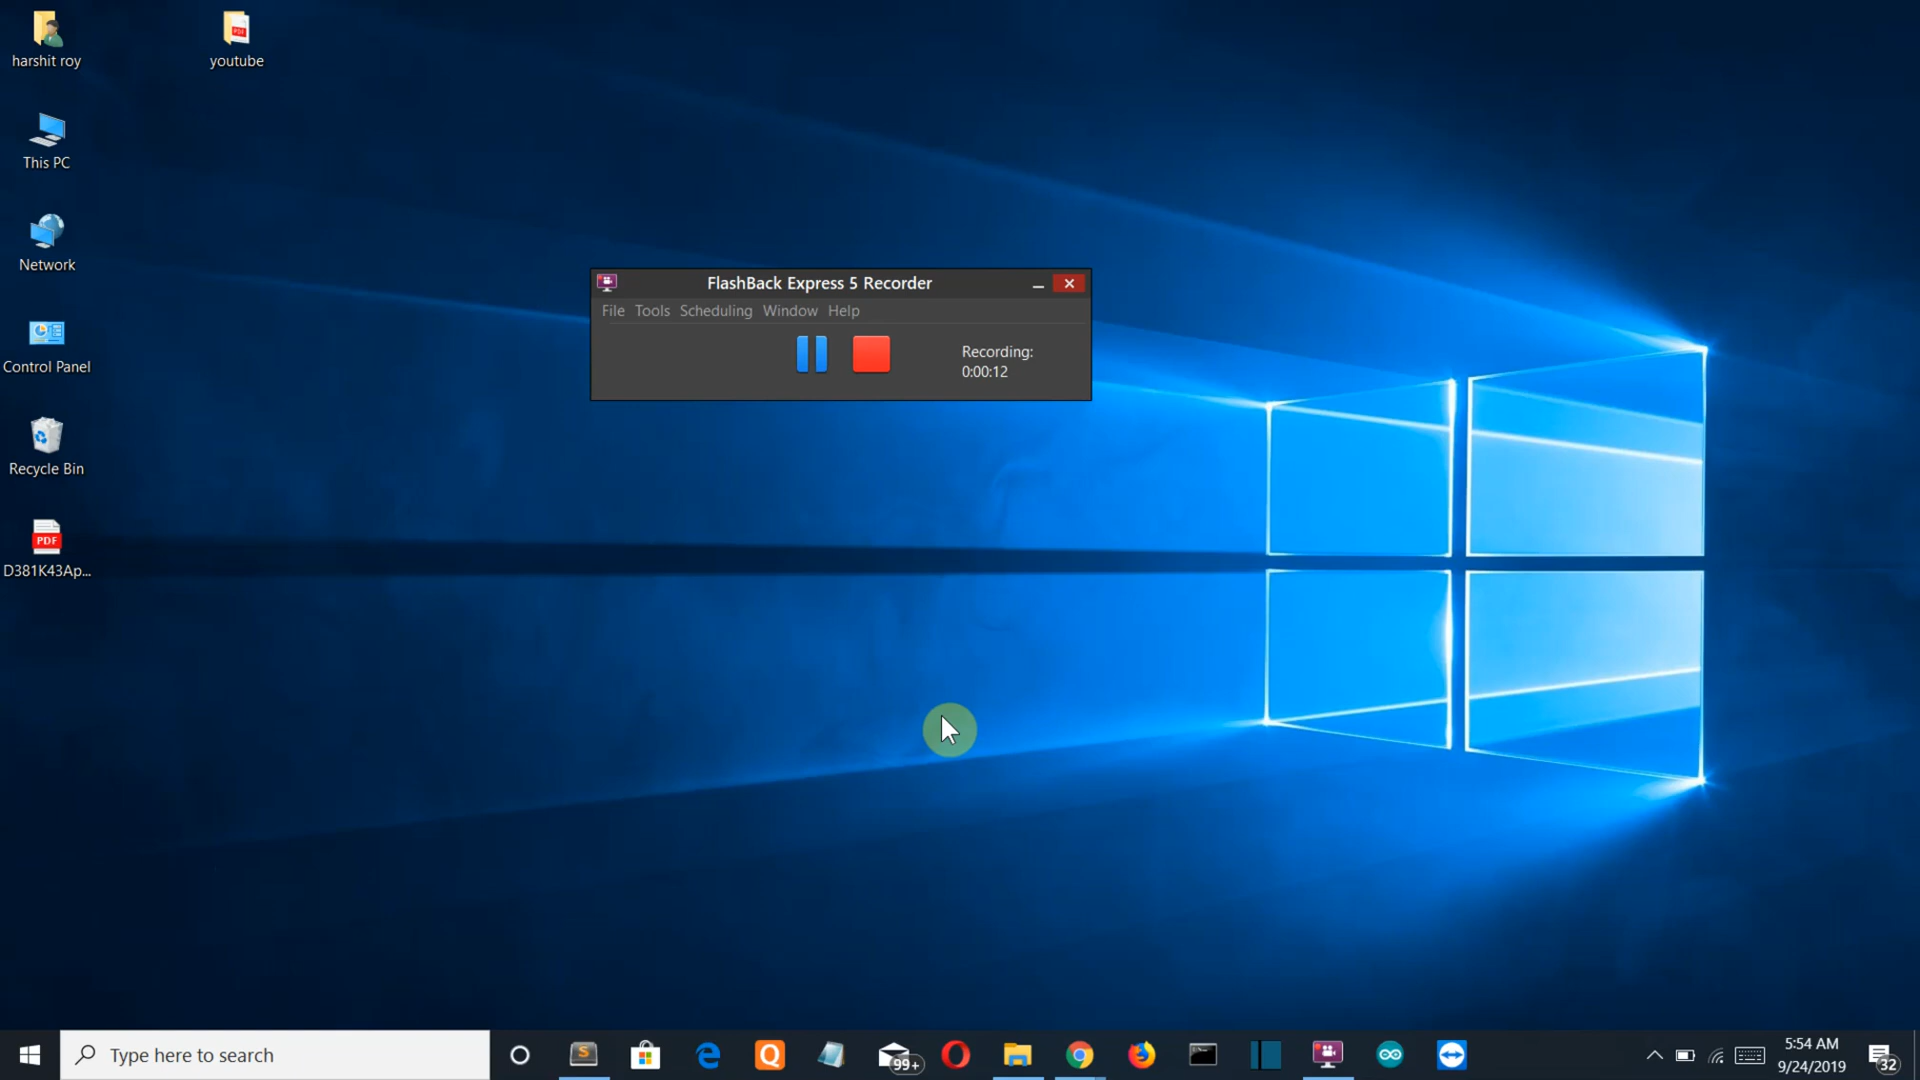 harshit roy
youtube
This PC
Network
Control Panel
Recycle Bin
PDF
D381K43Ap...
FlashBack Express 5 Recorder
File Tools Scheduling Window Help
Recording:
0:00:12
Type here to search
99+
5:54 AM
9/24/2019
32